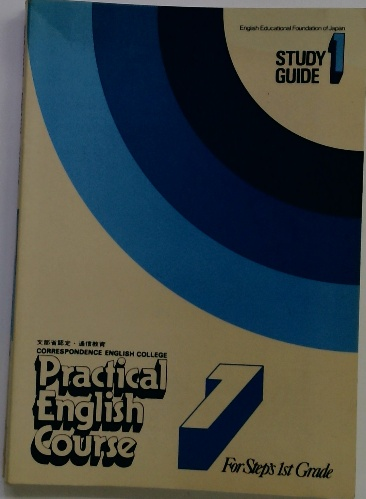 English Educational Foundation of Japan
STUDY 1
GUIDE
文部省認定・通信教育
CORRESPONDENCE ENGLISH COLLEGE
Practical
English
Course
1
For Step's 1st Grade